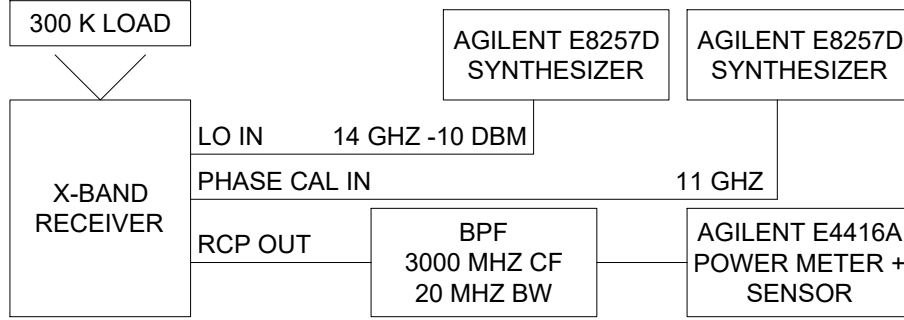 300 K LOAD
AGILENT E8257D
SYNTHESIZER
AGILENT E8257D
SYNTHESIZER
LO IN
14 GHZ -10 DBM
X-BAND
RECEIVER
PHASE CAL IN
11 GHZ
RCP OUT
BPF
3000 MHZ CF
20 MHZ BW
AGILENT E4416A
POWER METER +
SENSOR